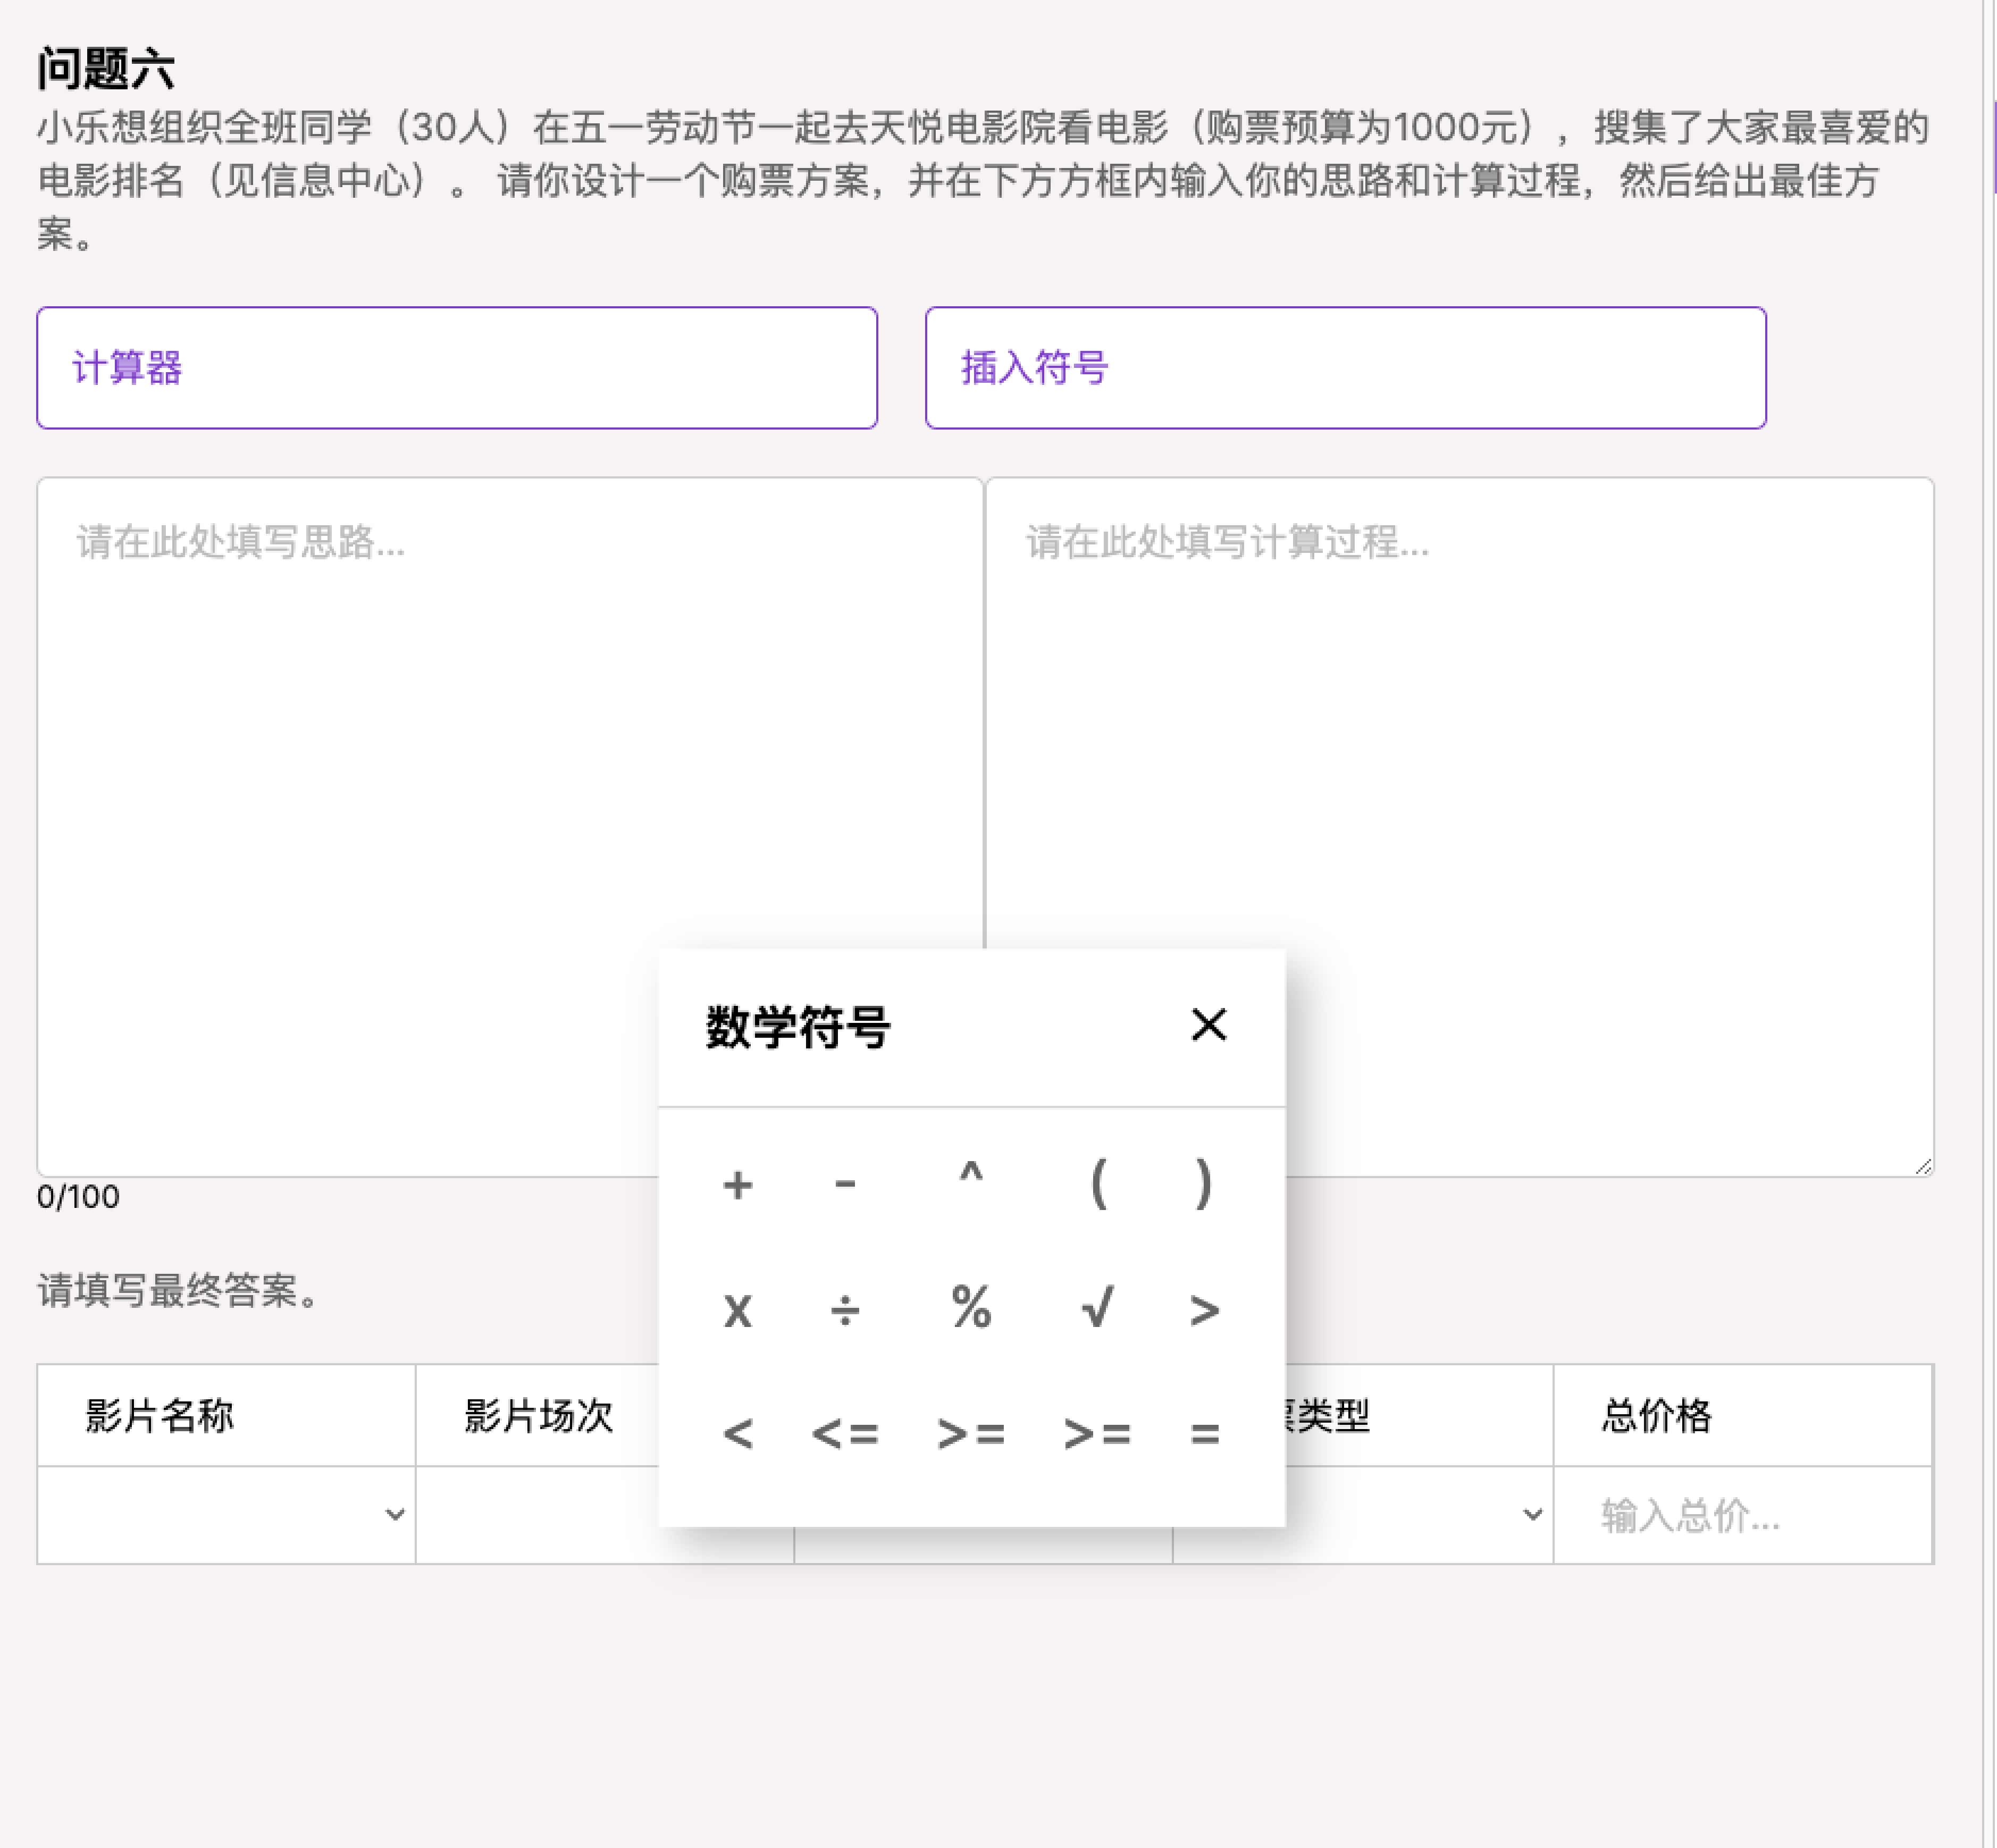 问题六
小乐想组织全班同学（30人）在五一劳动节一起去天悦电影院看电影（购票预算为1000元），搜集了大家最喜爱的
电影排名（见信息中心）。 请你设计一个购票方案，并在下方方框内输入你的思路和计算过程，然后给出最佳方
案。
计算器 插入符号
请在此处填写思路... 请在此处填写计算过程...
数学符号 ×
+ - ^ ( )
x ÷ % √ >
< <= >= >= =
0/100
请填写最终答案。
影片名称 影片场次 类型 总价格
输入总价...